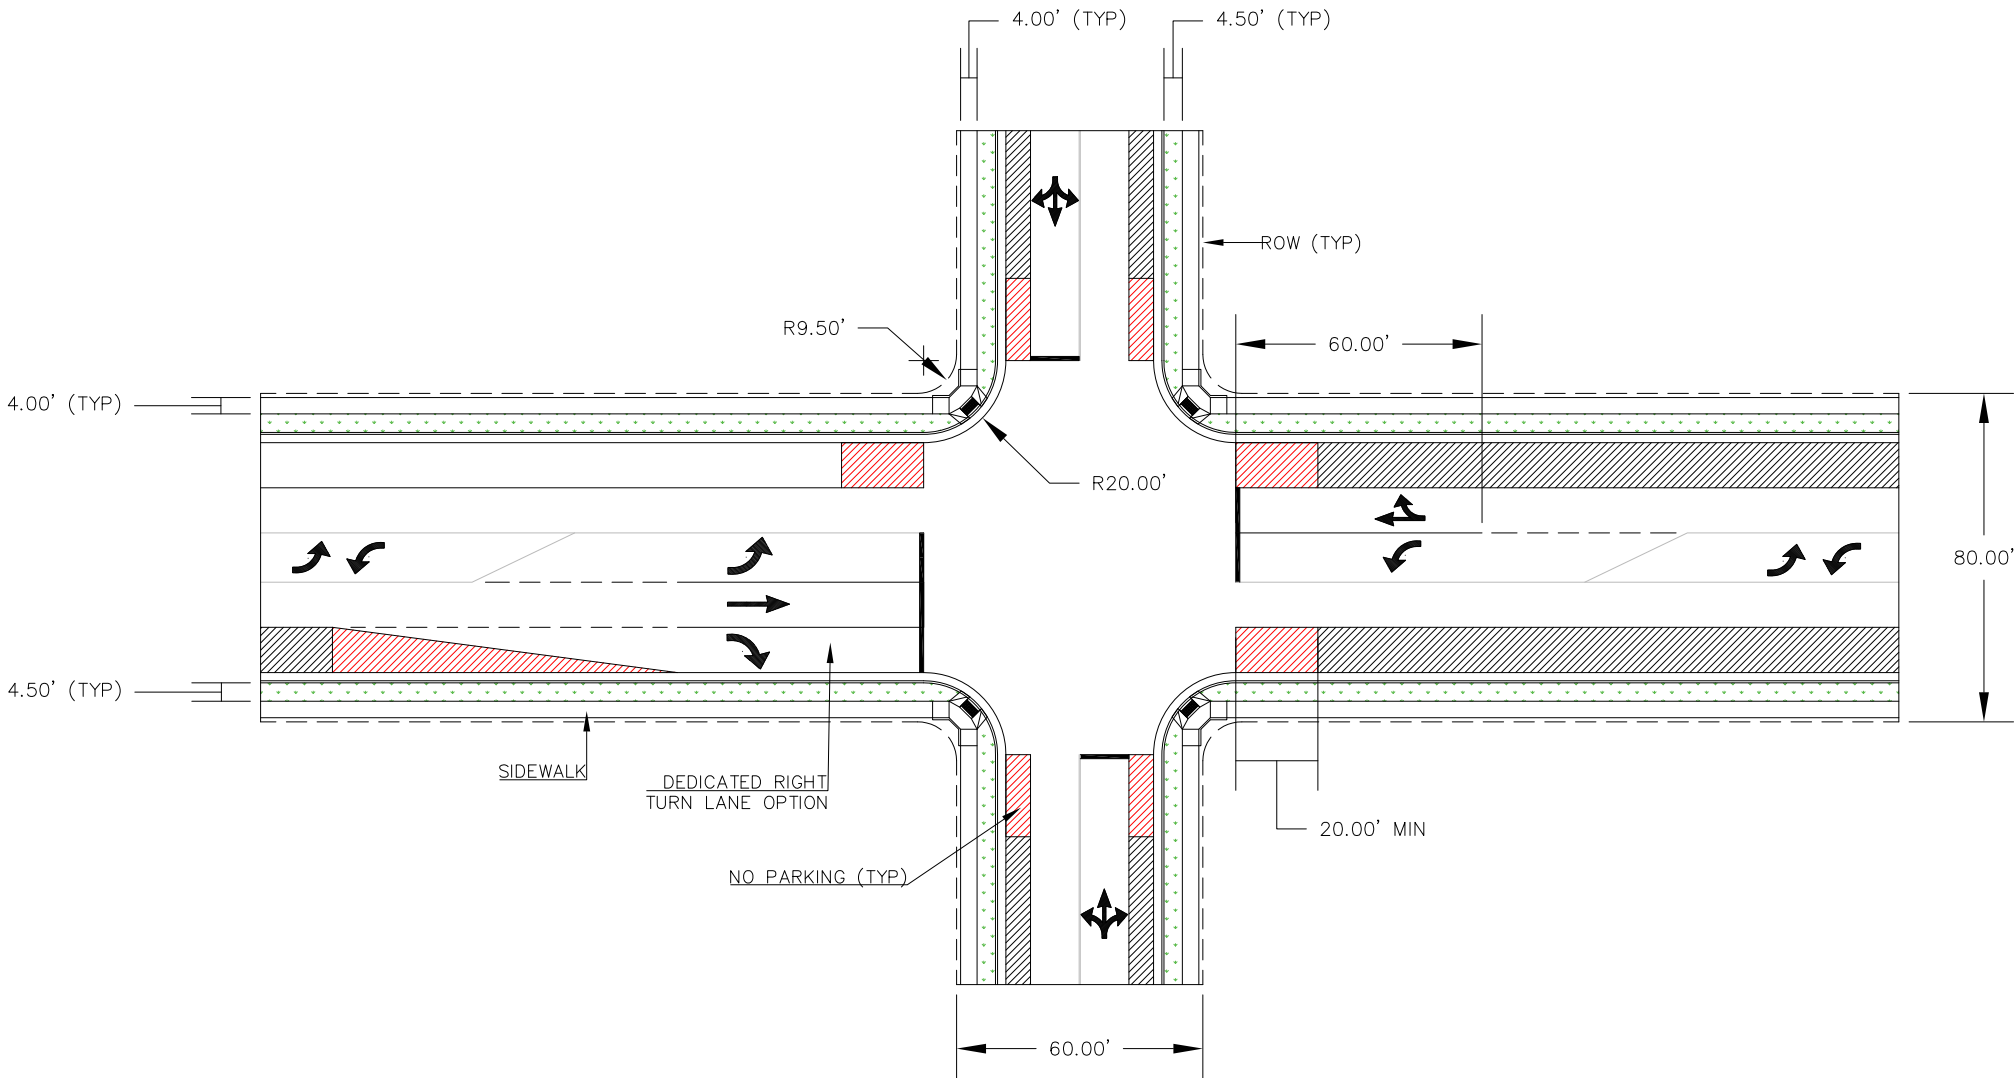 4.00' (TYP)
4.50' (TYP)
ROW (TYP)
R9.50'
60.00'
4.00' (TYP)
R20.00'
80.00'
4.50' (TYP)
SIDEWALK
DEDICATED RIGHT
TURN LANE OPTION
20.00' MIN
NO PARKING (TYP)
60.00'